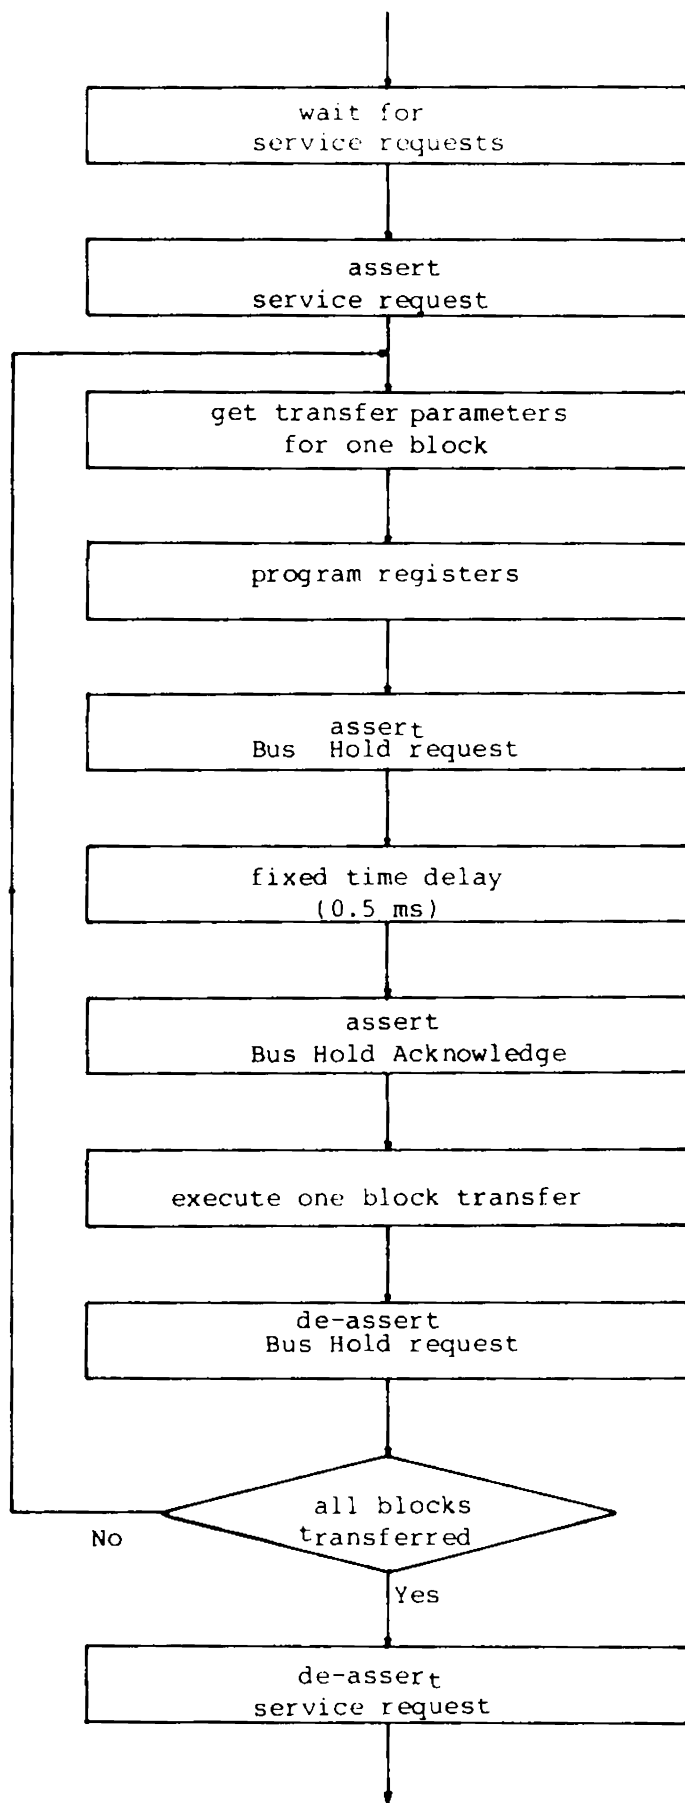 wait for
service requests
assert
service request
get transfer parameters
for one block
program registers
assert
Bus Hold request
fixed time delay
(0.5 ms)
assert
Bus Hold Acknowledge
execute one block transfer
de-assert
Bus Hold request
all blocks
transferred
No
Yes
de-assert
service request